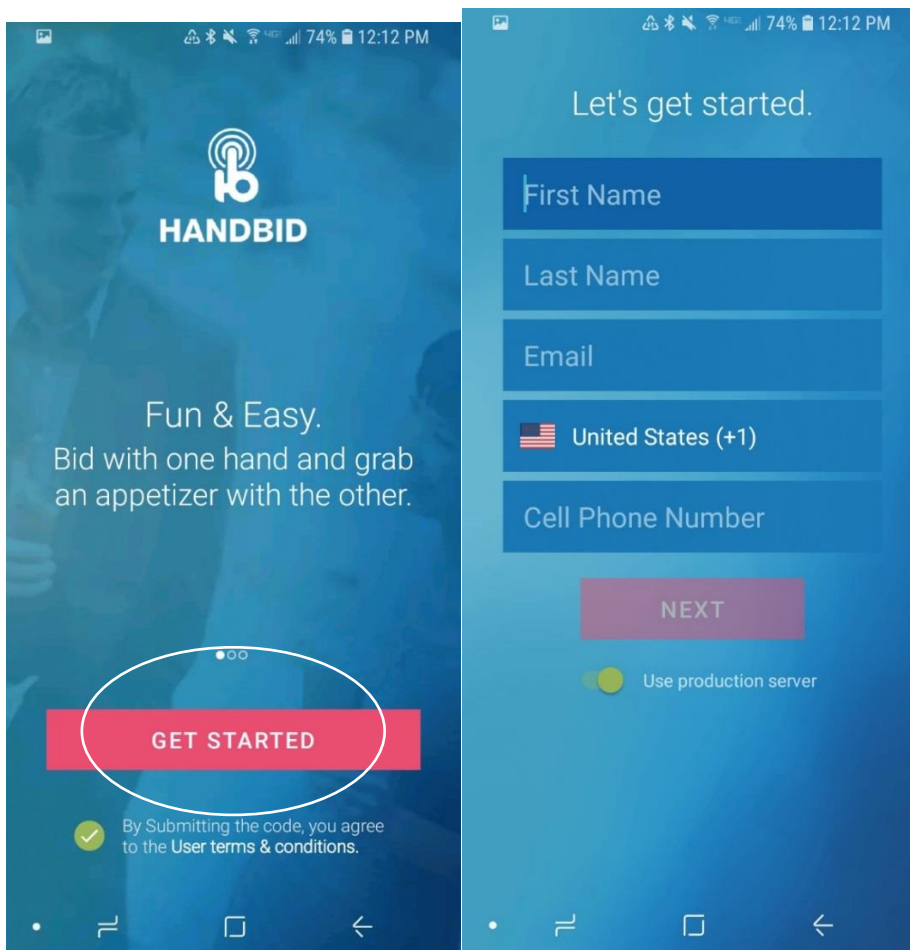 74% 12:12 PM
HANDBID
Fun & Easy.
Bid with one hand and grab
an appetizer with the other.
GET STARTED
By Submitting the code, you agree
to the User terms & conditions.
74% 12:12 PM
Let's get started.
First Name
Last Name
Email
United States (+1)
Cell Phone Number
NEXT
Use production server